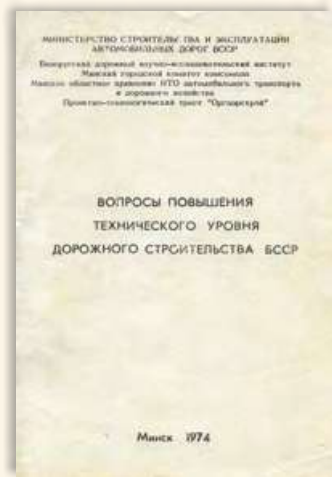 МИНИСТЕРСТВО СТРОИТЕЛЬСТВА И ЭКСПЛУАТАЦИИ
АВТОМОБИЛЬНЫХ ДОРОГ БССР
Белорусский дорожный научно-исследовательский институт
Минский городской комитет комсомола
Минское областное правление НТО автомобильного транспорта
и дорожного хозяйства
Проектно-технологический трест "Оргдорстрой"
ВОПРОСЫ ПОВЫШЕНИЯ
ТЕХНИЧЕСКОГО УРОВНЯ
ДОРОЖНОГО СТРОИТЕЛЬСТВА БССР
Минск 1974